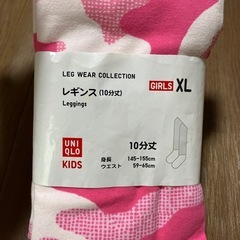 LEG WEAR COLLECTION
GIRLS XL
レギンス(10分丈)
Leggings
UNI
QLO
KIDS
10分丈
身長 145-155cm
ウエスト 59-65cm